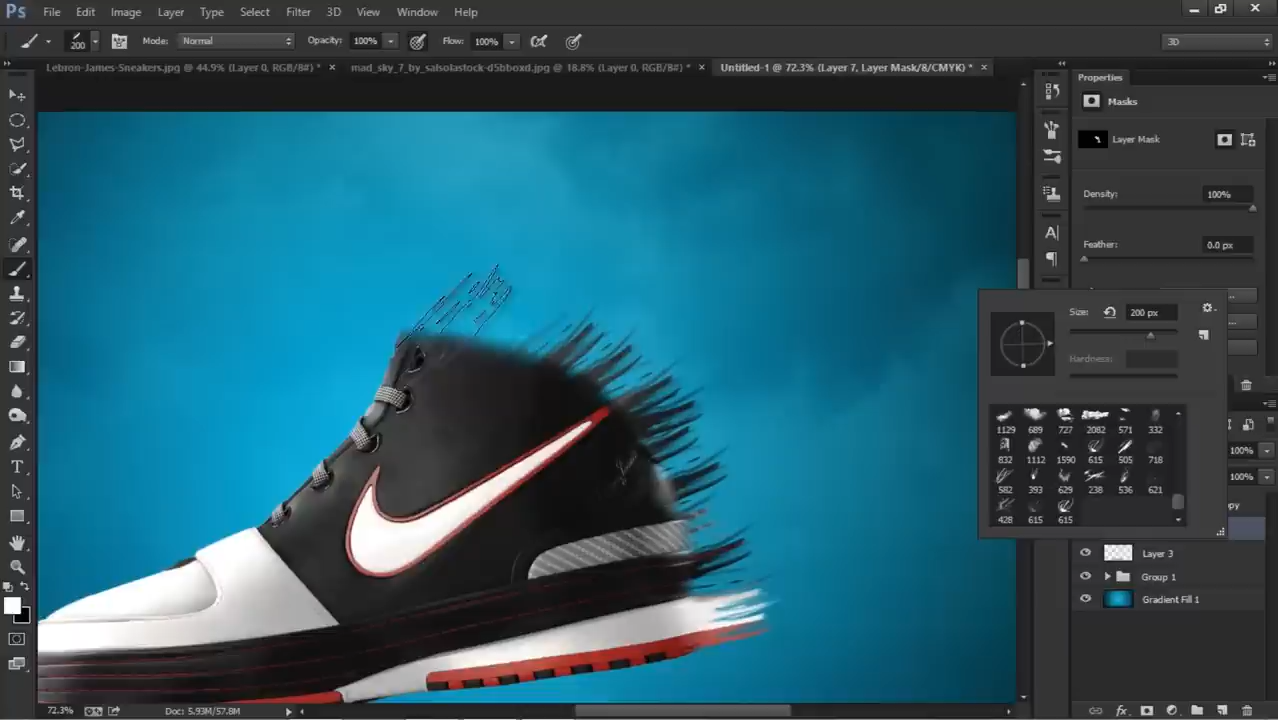 Ps File Edit Image Layer Type Select Filter 3D View Window Help
200 Mode: Normal Opacity: 100% Flow: 100% 3D
Lebron-James-Sneakers.jpg @ 44.9% (Layer 0, RGB/8#) * × mad_sky_7_by_salsolastock-d5bboxd.jpg @ 18.8% (Layer 0, RGB/8#) * × Untitled-1 @ 72.3% (Layer 7, Layer Mask/8/CMYK) * ×
Properties
Masks
Layer Mask
Density: 100%
Feather: 0.0 px
Size: 200 px
Hardness:
1129 689 727 2082 571 332
832 1112 1590 615 505 718
582 393 629 238 536 621
428 615 615
100%
100%
py
Layer 3
Group 1
Gradient Fill 1
72.3% Doc: 5.93M/57.8M